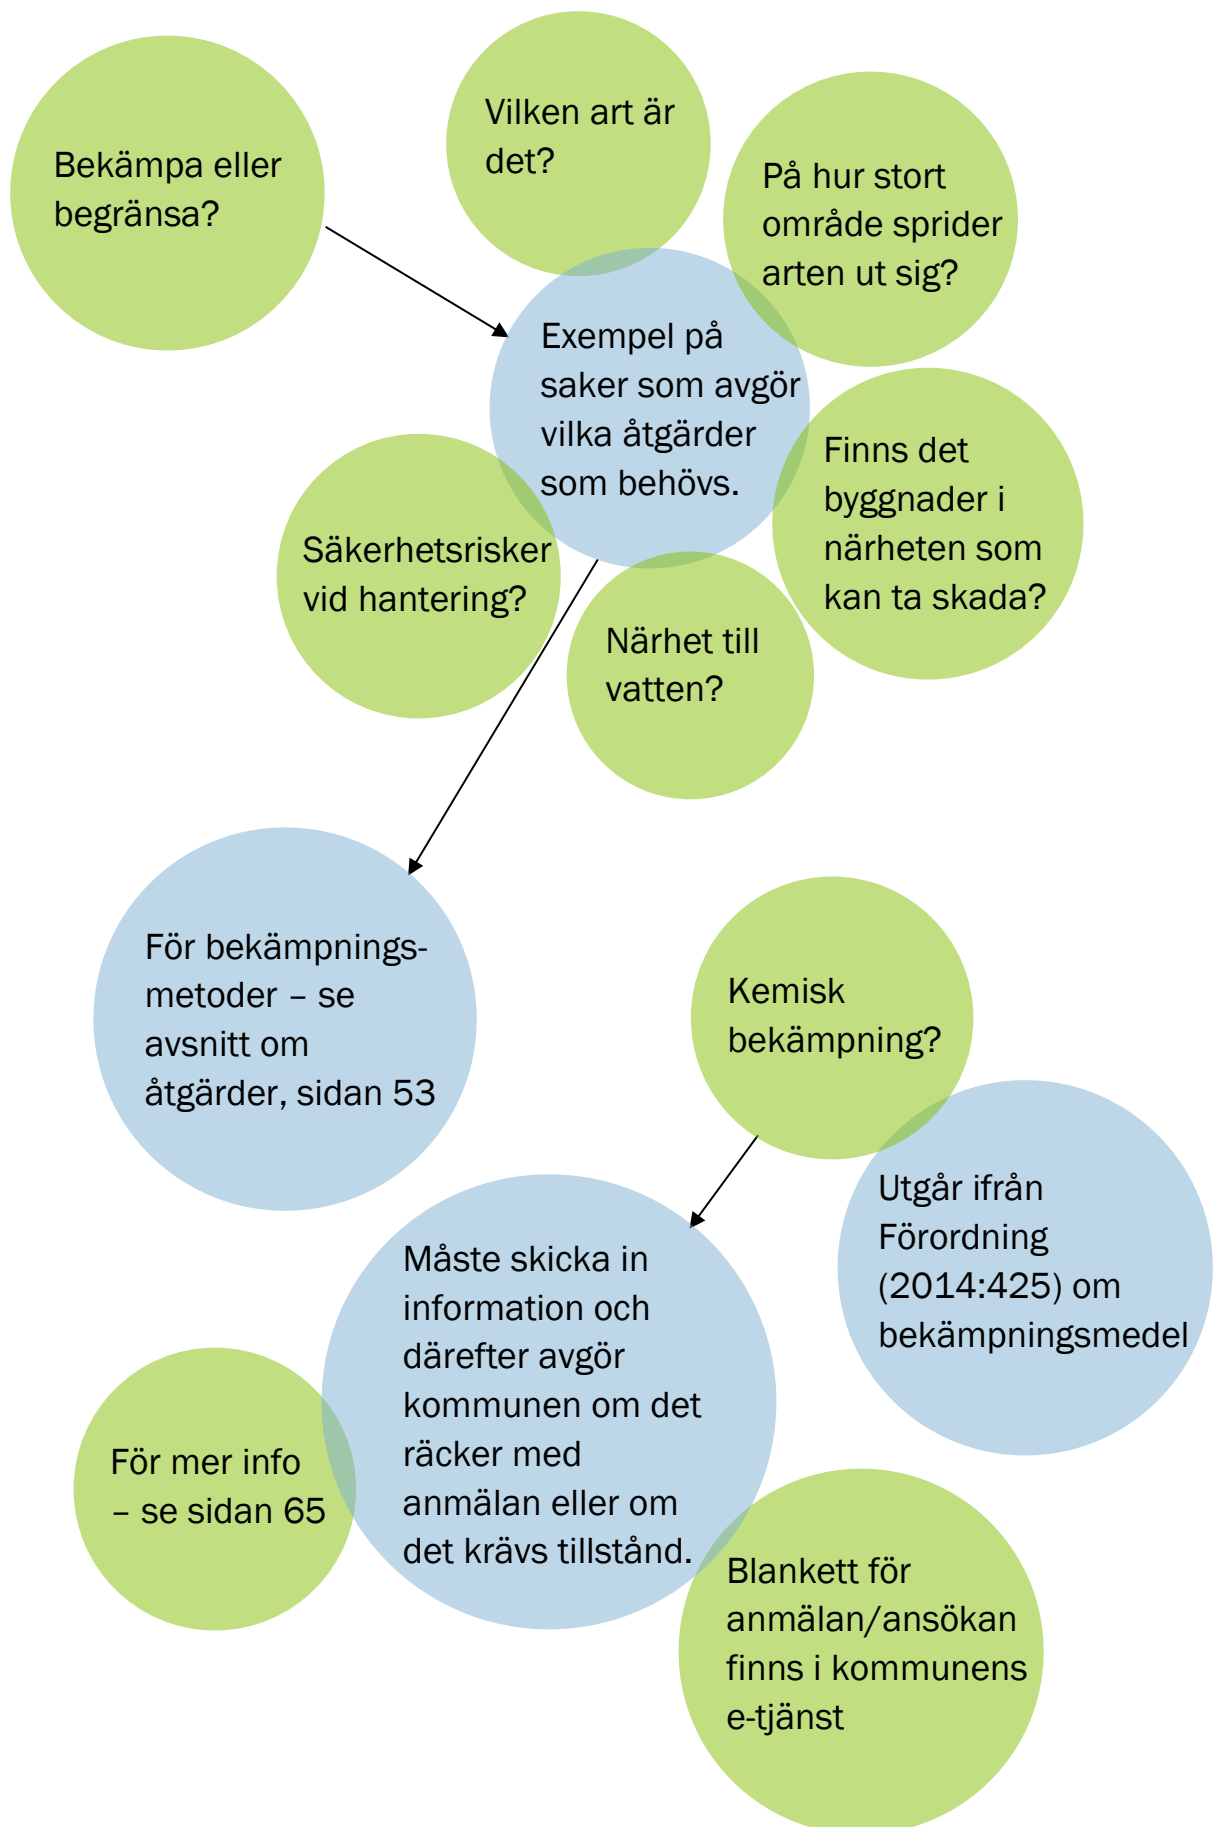 Bekämpa eller
begränsa?
Vilken art är
det?
På hur stort
område sprider
arten ut sig?
Exempel på
saker som avgör
vilka åtgärder
som behövs.
Finns det
byggnader i
närheten som
kan ta skada?
Säkerhetsrisker
vid hantering?
Närhet till
vatten?
För bekämpnings-
metoder – se
avsnitt om
åtgärder, sidan 53
Kemisk
bekämpning?
Utgår ifrån
Förordning
(2014:425) om
bekämpningsmedel
Måste skicka in
information och
därefter avgör
kommunen om det
räcker med
anmälan eller om
det krävs tillstånd.
För mer info
– se sidan 65
Blankett för
anmälan/ansökan
finns i kommunens
e-tjänst